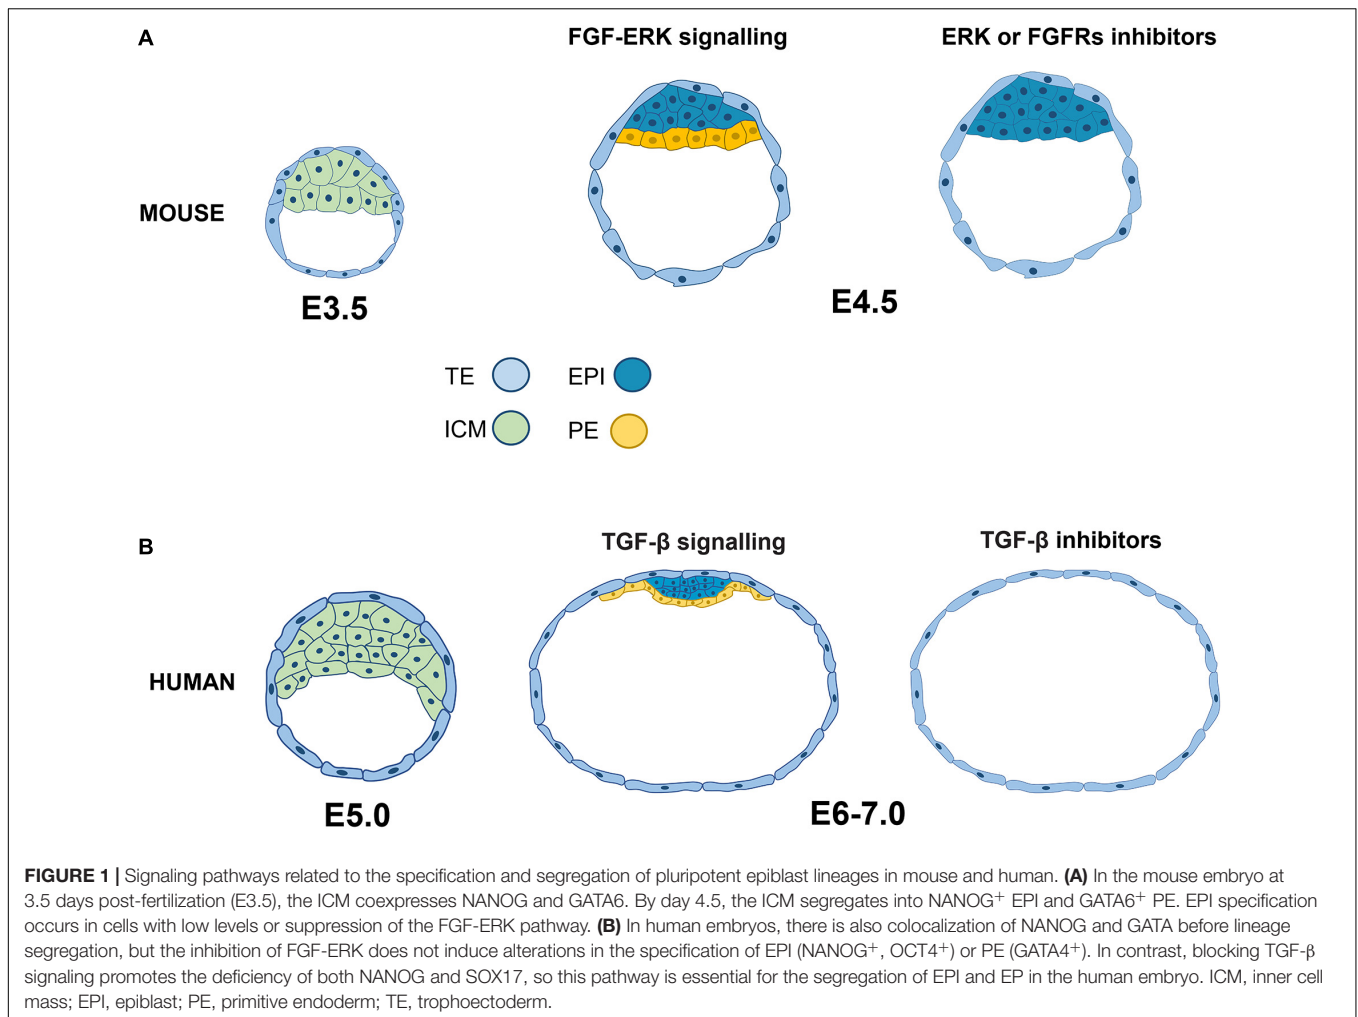 A
FGF-ERK signalling
ERK or FGFRs inhibitors
MOUSE
E3.5
E4.5
TE
EPI
ICM
PE
B
TGF-β signalling
TGF-β inhibitors
HUMAN
E5.0
E6-7.0
FIGURE 1 | Signaling pathways related to the specification and segregation of pluripotent epiblast lineages in mouse and human. (A) In the mouse embryo at
3.5 days post-fertilization (E3.5), the ICM coexpresses NANOG and GATA6. By day 4.5, the ICM segregates into NANOG⁺ EPI and GATA6⁺ PE. EPI specification
occurs in cells with low levels or suppression of the FGF-ERK pathway. (B) In human embryos, there is also colocalization of NANOG and GATA before lineage
segregation, but the inhibition of FGF-ERK does not induce alterations in the specification of EPI (NANOG⁺, OCT4⁺) or PE (GATA4⁺). In contrast, blocking TGF-β
signaling promotes the deficiency of both NANOG and SOX17, so this pathway is essential for the segregation of EPI and EP in the human embryo. ICM, inner cell
mass; EPI, epiblast; PE, primitive endoderm; TE, trophoectoderm.